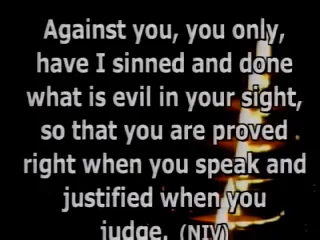 Against you, you only,
have I sinned and done
what is evil in your sight,
so that you are proved
right when you speak and
justified when you
judge. (NIV)